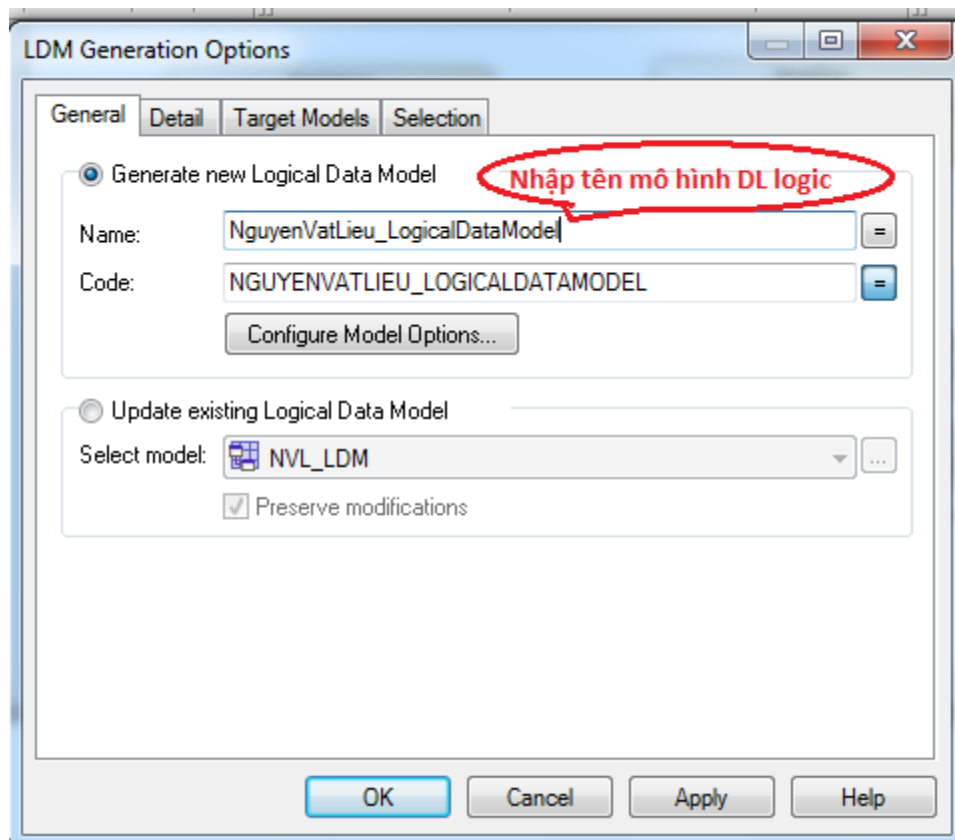 LDM Generation Options
General Detail Target Models Selection
Generate new Logical Data Model
Nhập tên mô hình DL logic
Name: NguyenVatLieu_LogicalDataModel =
Code: NGUYENVATLIEU_LOGICALDATAMODEL =
Configure Model Options...
Update existing Logical Data Model
Select model: NVL_LDM ...
Preserve modifications
OK Cancel Apply Help